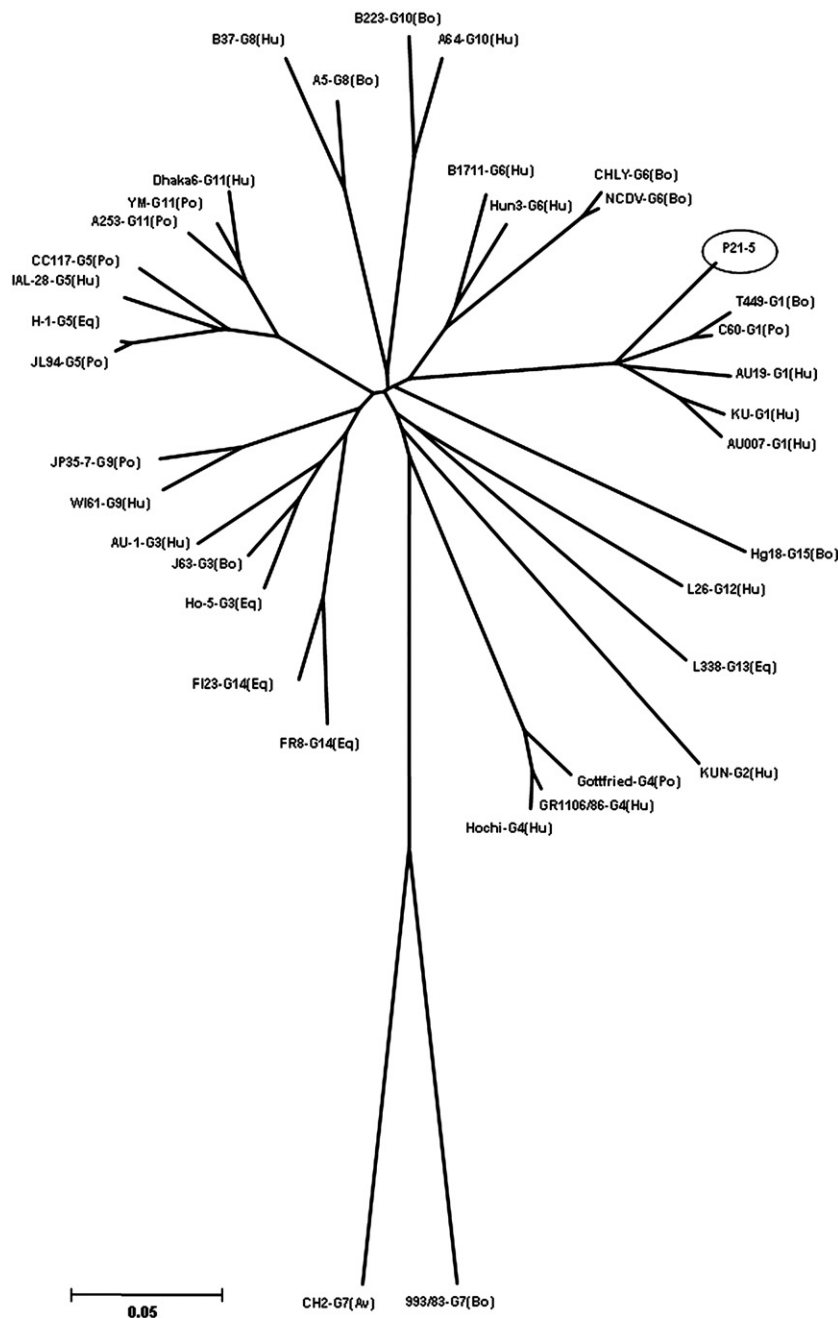 B223-G10(Bo)
B37-G8(Hu)
A64-G10(Hu)
A5-G8(Bo)
B1711-G6(Hu)
CHLY-G6(Bo)
Dhaka6-G11(Hu)
NCDV-G6(Bo)
YM-G11(Po)
Hun3-G6(Hu)
A253-G11(Po)
P21-5
CC117-G5(Po)
IAL-28-G5(Hu)
T449-G1(Bo)
H-1-G5(Eq)
C60-G1(Po)
JL94-G5(Po)
AU19-G1(Hu)
KU-G1(Hu)
AU007-G1(Hu)
JP35-7-G9(Po)
WI61-G9(Hu)
AU-1-G3(Hu)
Hg18-G15(Bo)
J63-G3(Bo)
L26-G12(Hu)
Ho-5-G3(Eq)
L338-G13(Eq)
FI23-G14(Eq)
FR8-G14(Eq)
KUN-G2(Hu)
Gottfried-G4(Po)
GR1106/86-G4(Hu)
Hochi-G4(Hu)
CH2-G7(Av)
993/83-G7(Bo)
0.05